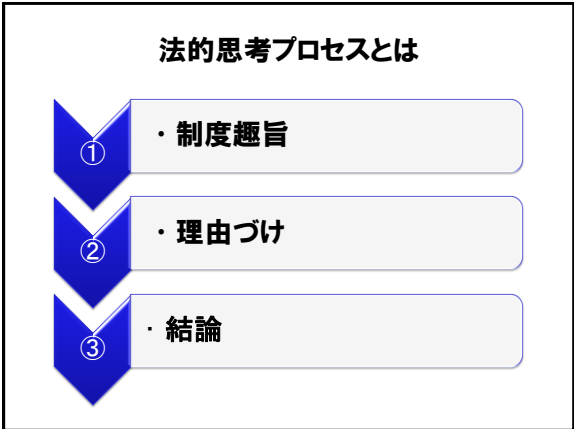 法的思考プロセスとは
①
・制度趣旨
②
・理由づけ
③
・結論